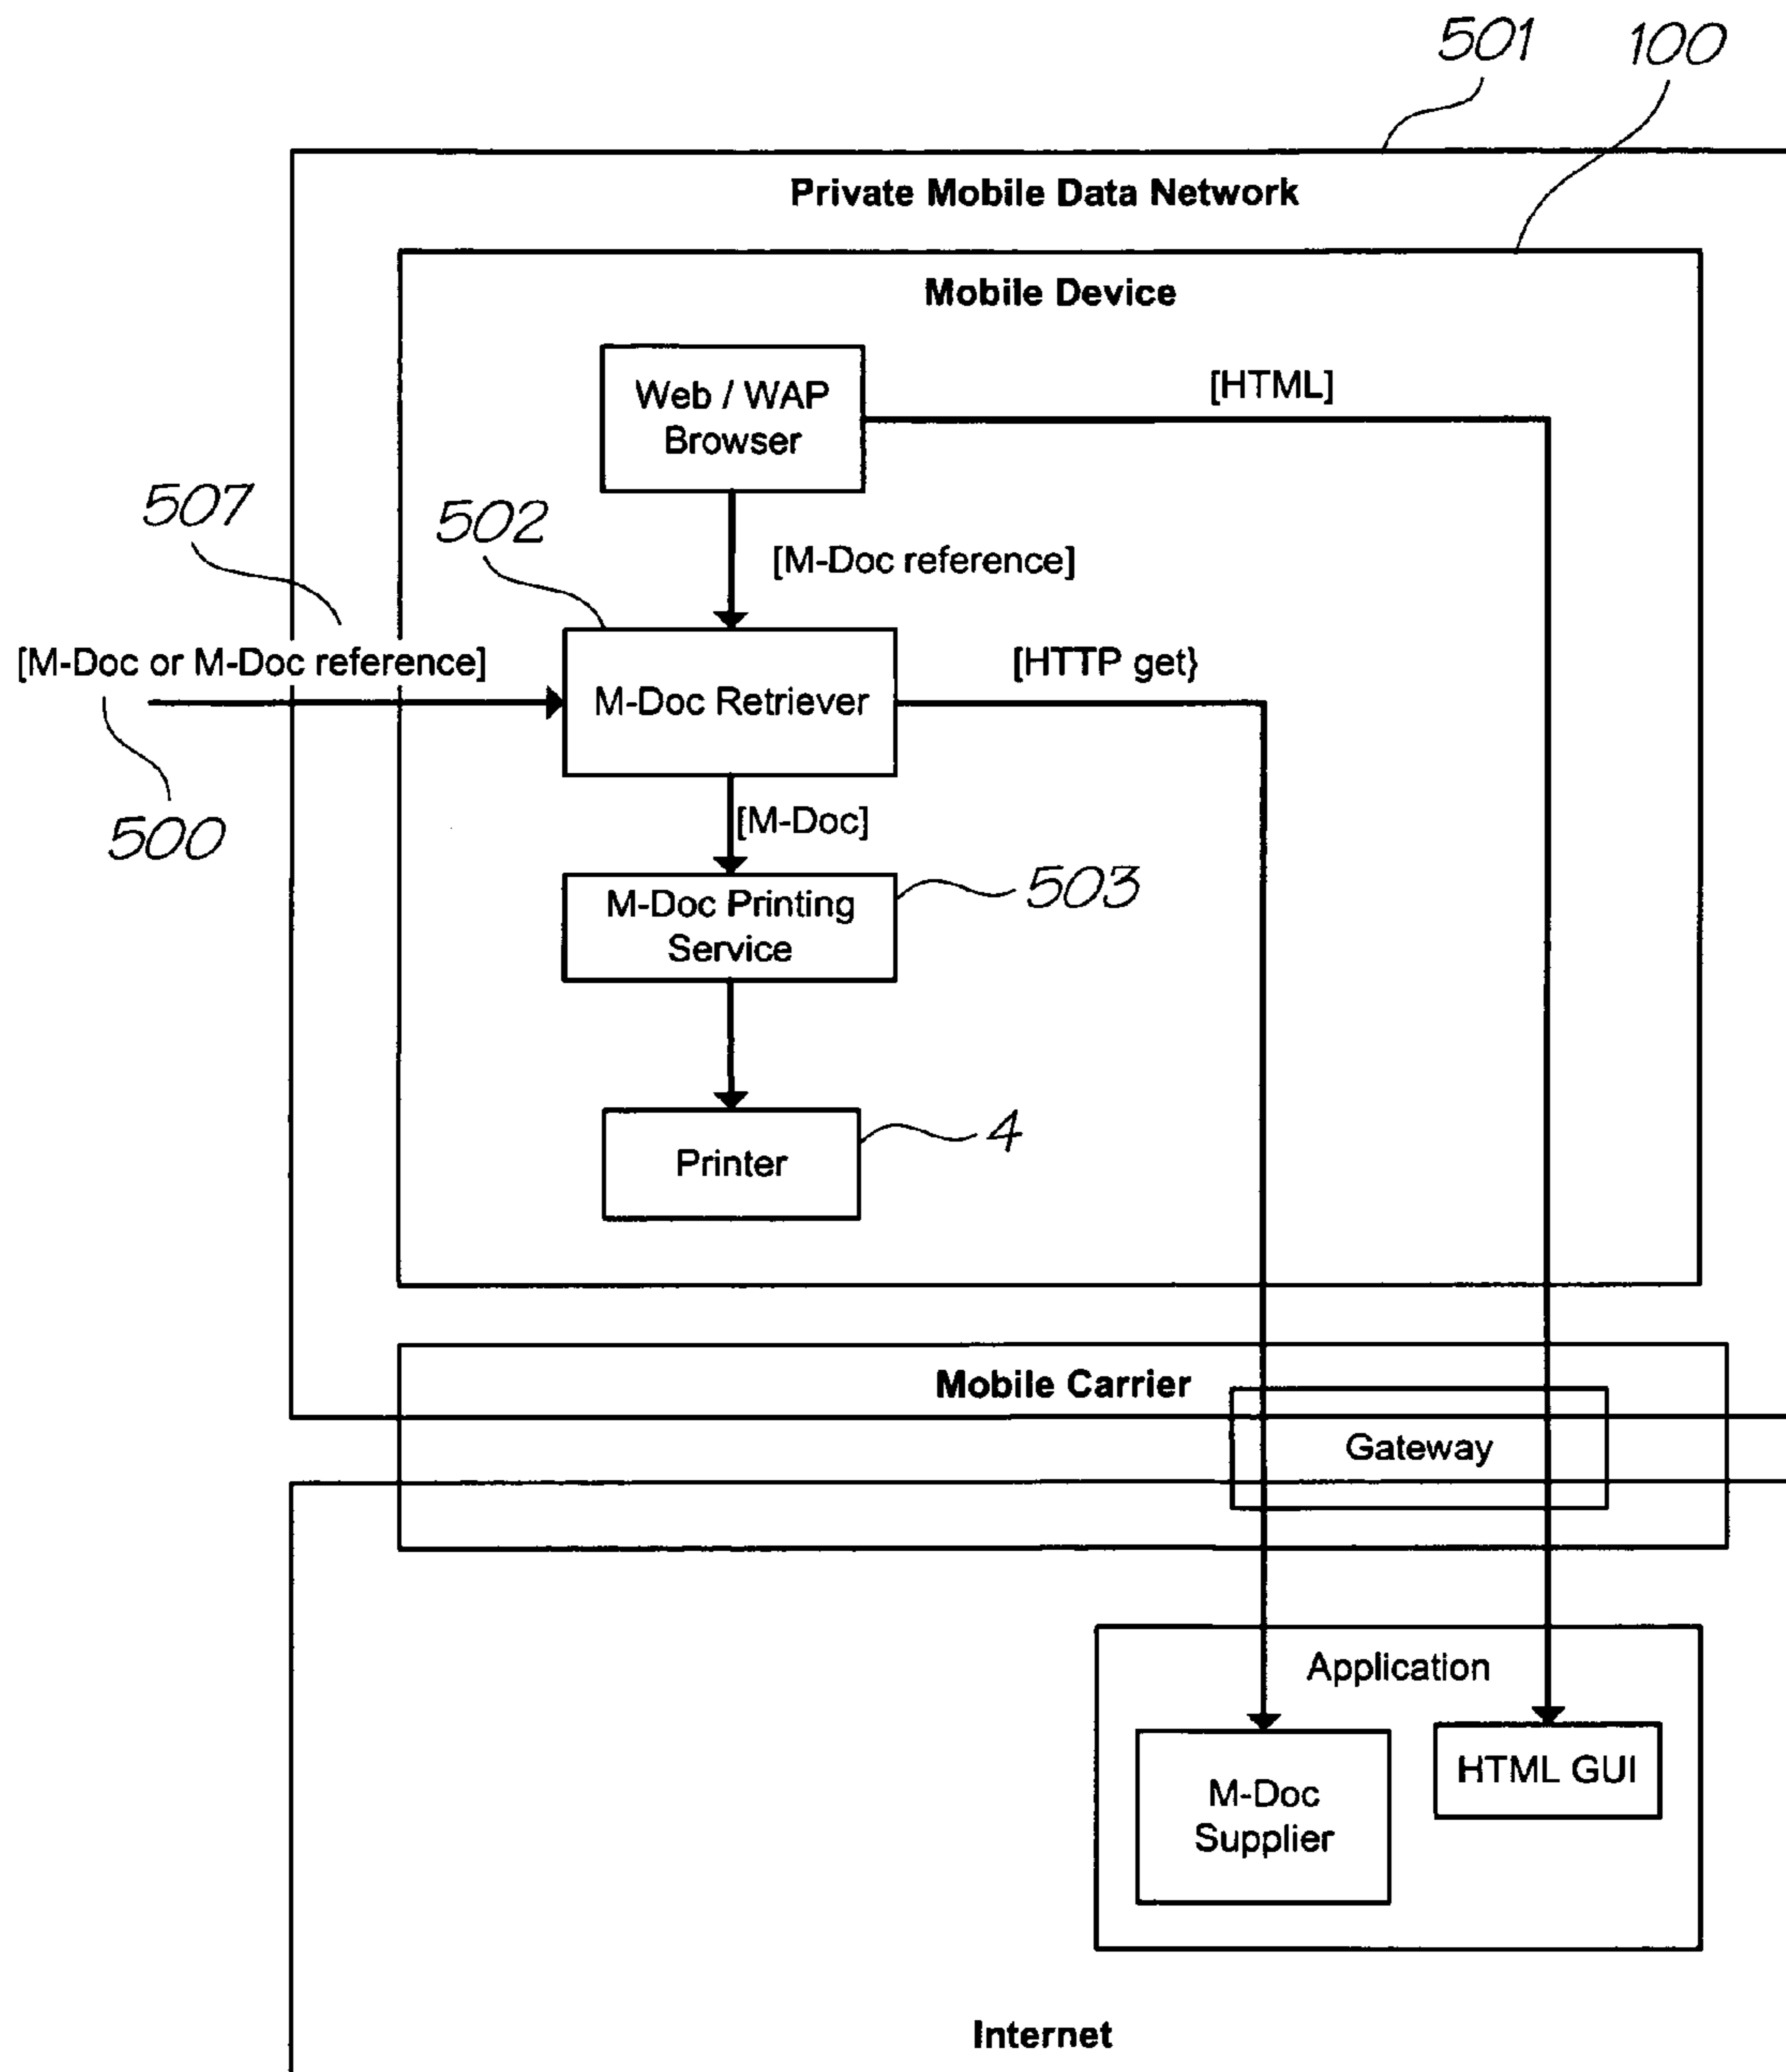 501
100
Private Mobile Data Network
Mobile Device
Web / WAP
Browser
[HTML]
507
502
[M-Doc reference]
[M-Doc or M-Doc reference]
M-Doc Retriever
[HTTP get}
500
[M-Doc]
M-Doc Printing
Service
503
Printer
4
Mobile Carrier
Gateway
Application
M-Doc
Supplier
HTML GUI
Internet